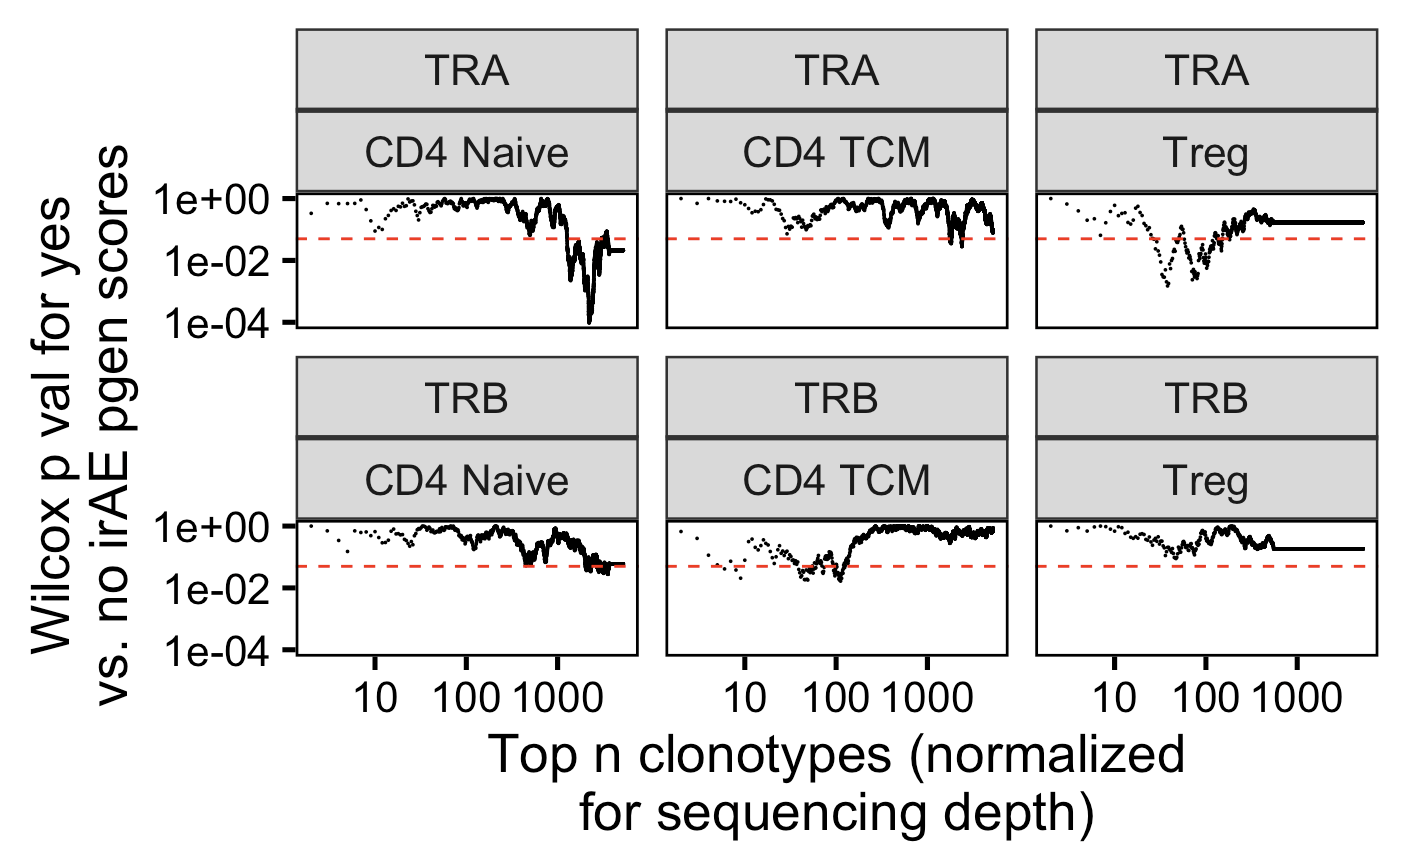 Wilcox p val for yes
vs. no irAE pgen scores
TRA
TRA
TRA
CD4 Naive
CD4 TCM
Treg
1e+00
1e-02
1e-04
TRB
TRB
TRB
CD4 Naive
CD4 TCM
Treg
1e+00
1e-02
1e-04
10 100 1000
10 100 1000
10 100 1000
Top n clonotypes (normalized
for sequencing depth)